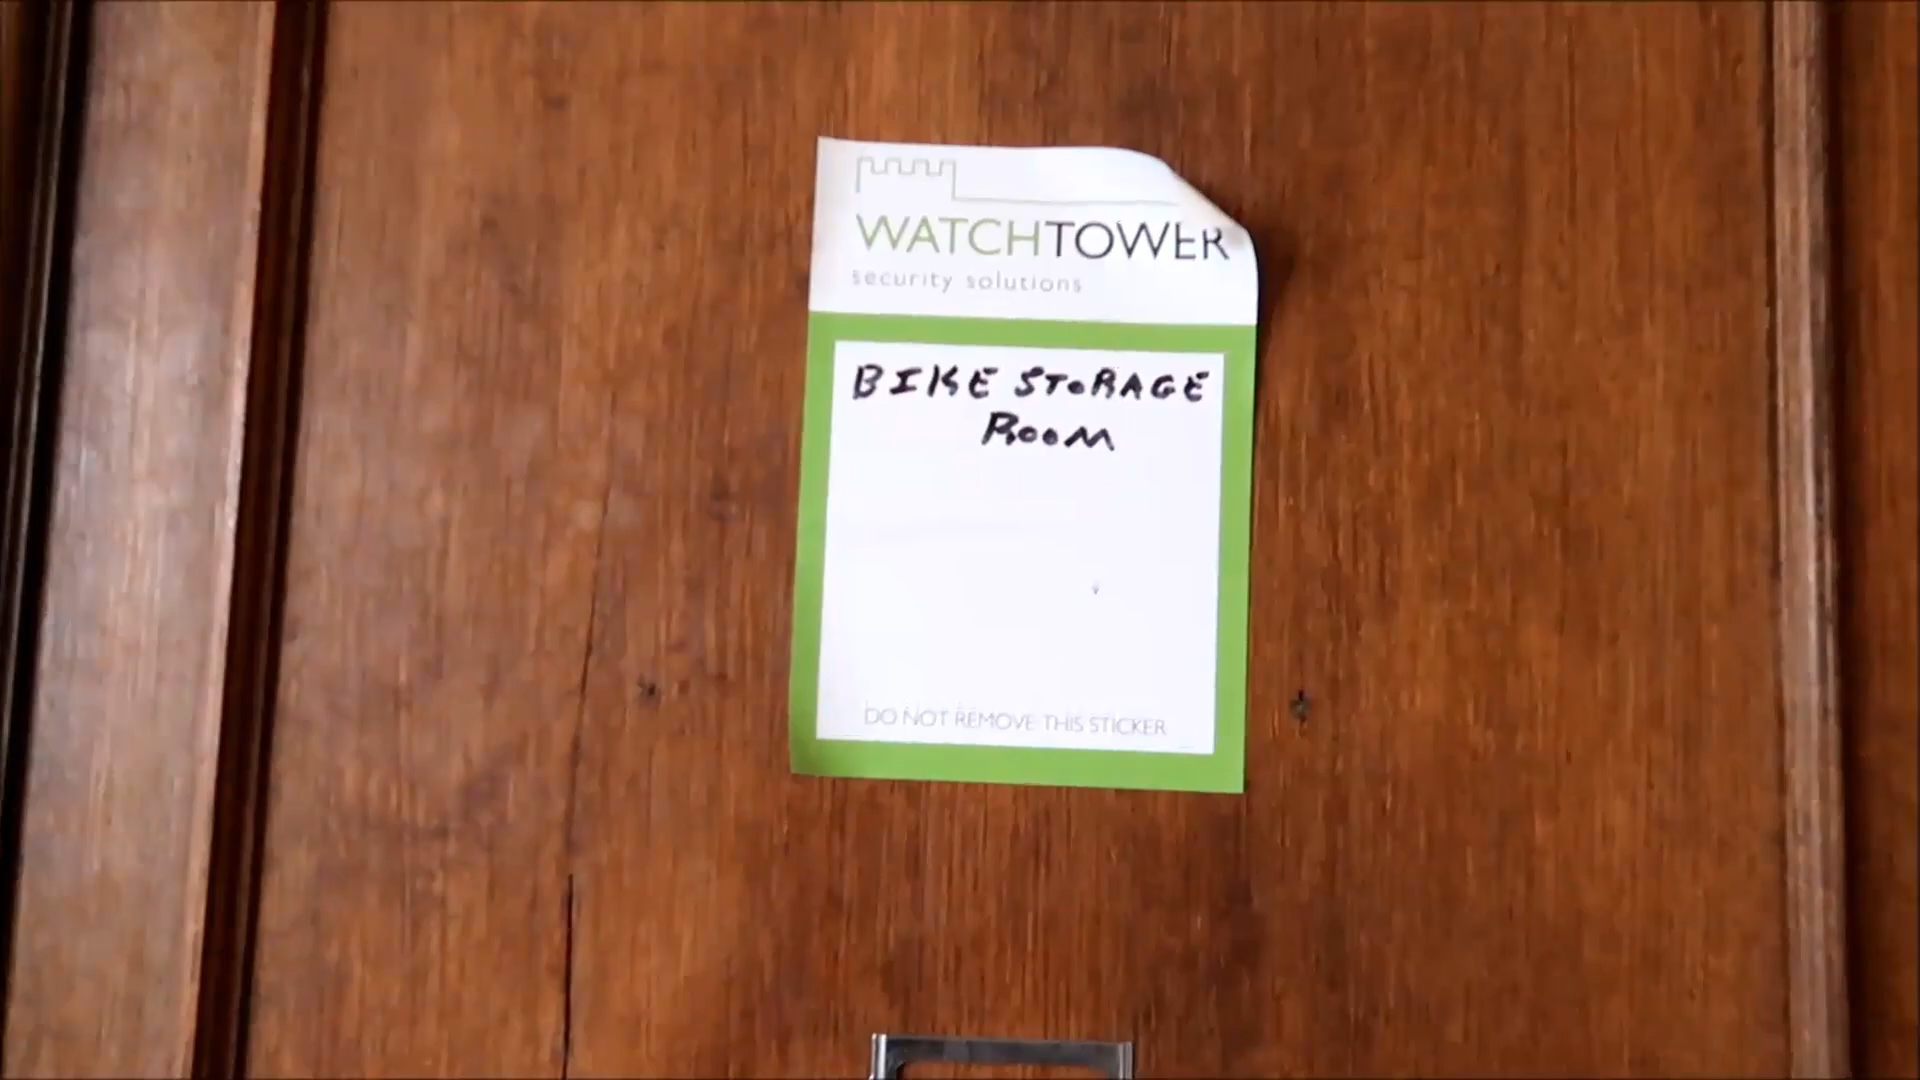 WATCHTOWER
security solutions
BIKE STORAGE
ROOM
DO NOT REMOVE THIS STICKER